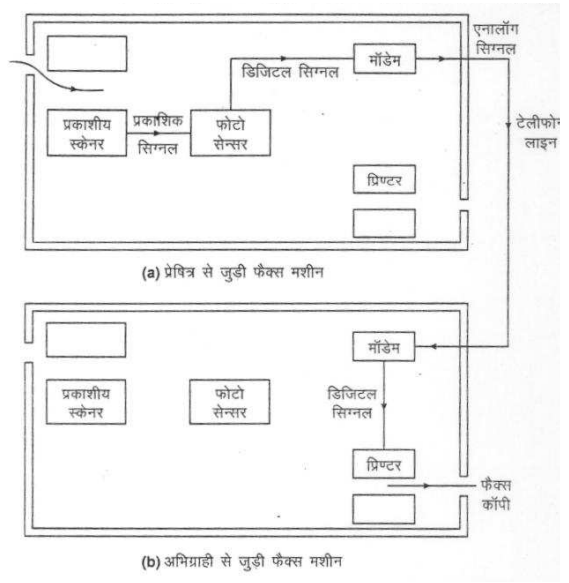 एनालॉग
सिग्नल
मॉडेम
डिजिटल सिग्नल
प्रकाशीय
स्केनर
प्रकाशिक
सिग्नल
फोटो
सेन्सर
टेलीफोन
लाइन
प्रिण्टर
(a) प्रेषित्र से जुडी फैक्स मशीन
मॉडेम
प्रकाशीय
स्केनर
फोटो
सेन्सर
डिजिटल
सिग्नल
प्रिण्टर
फैक्स
कॉपी
(b) अभिग्राही से जुडी फैक्स मशीन